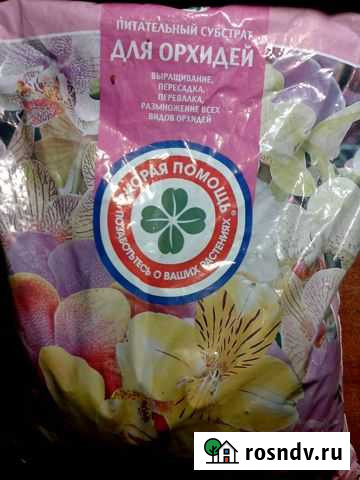 ПИТАТЕЛЬНЫЙ СУБСТРАТ
ДЛЯ ОРХИДЕЙ
ВЫРАЩИВАНИЕ,
ПЕРЕСАДКА,
ПЕРЕВАЛКА,
РАЗМНОЖЕНИЕ ВСЕХ
ВИДОВ ОРХИДЕЙ
СКОРАЯ ПОМОЩЬ
ПОЗАБОТЬТЕСЬ О ВАШИХ РАСТЕНИЯХ
rosndv.ru